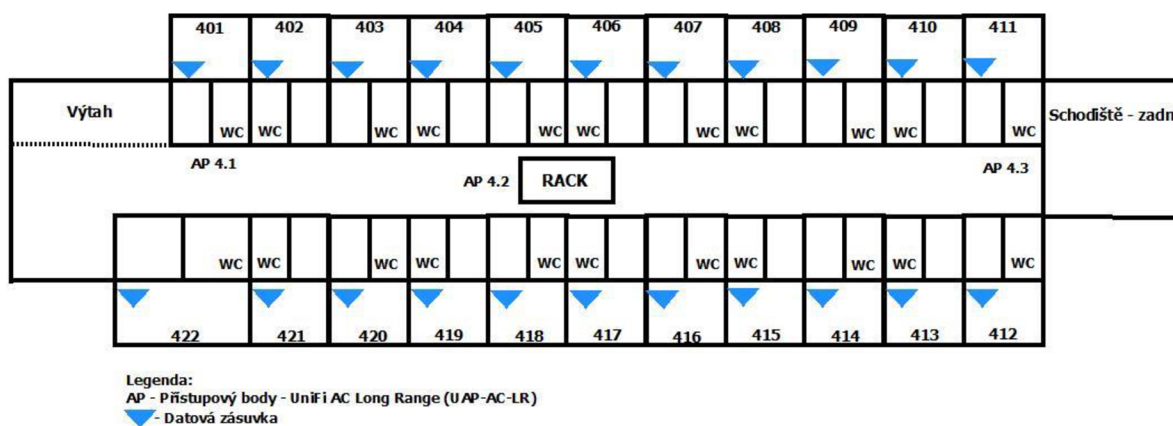 401 402 403 404 405 406 407 408 409 410 411
Výtah
Schodiště - zadn
WC WC WC WC WC WC WC WC WC WC WC
AP 4.1
AP 4.2
RACK
AP 4.3
WC WC WC WC WC WC WC WC WC WC WC
422 421 420 419 418 417 416 415 414 413 412
Legenda:
AP - Přístupový body - UniFi AC Long Range (UAP-AC-LR)
- Datová zásuvka